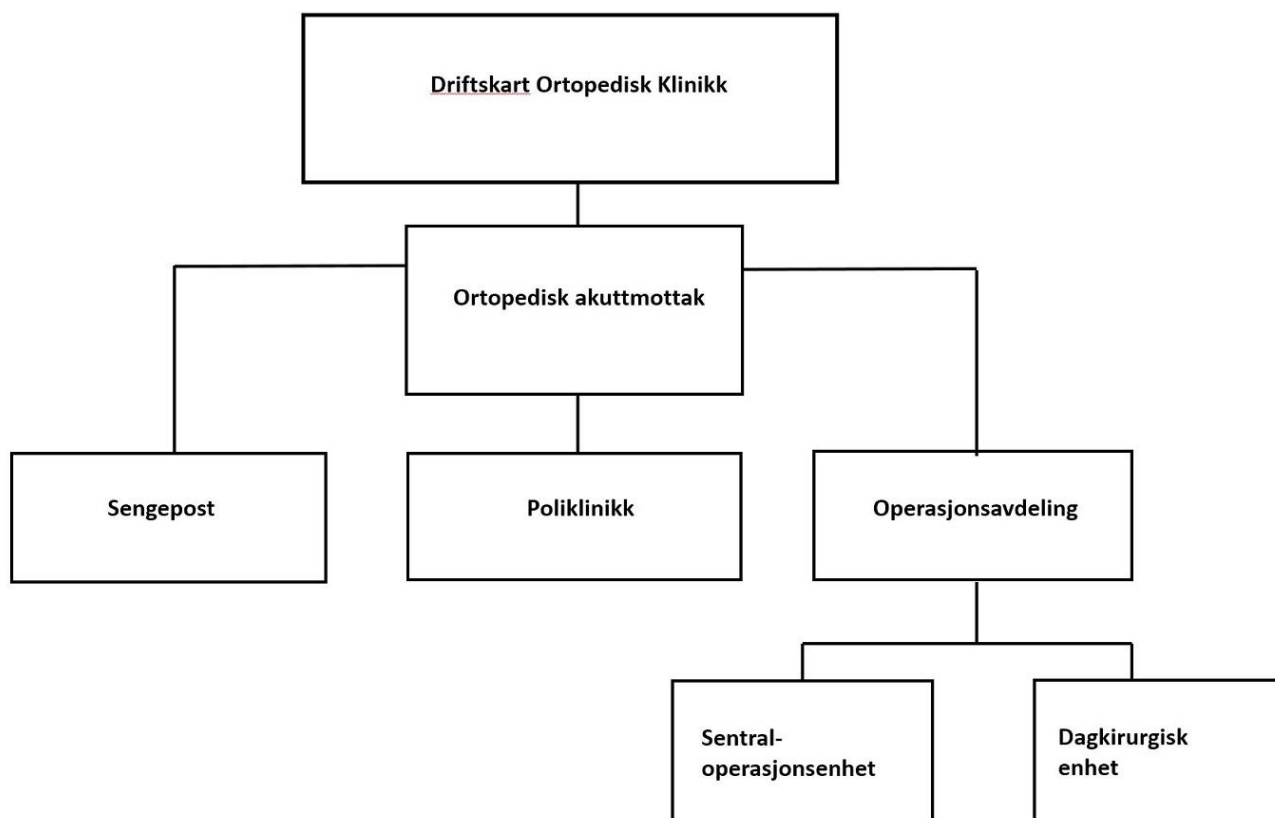 Driftskart Ortopedisk Klinikk
Ortopedisk akuttmottak
Sengepost
Poliklinikk
Operasjonsavdeling
Sentral-
operasjonsenhet
Dagkirurgisk
enhet